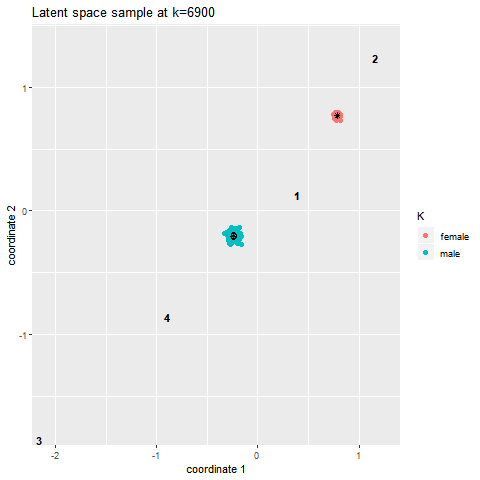 Latent space sample at k=6900
2
1
1
0
4
-1
3
-2
-1
0
1
coordinate 1
coordinate 2
K
female
male